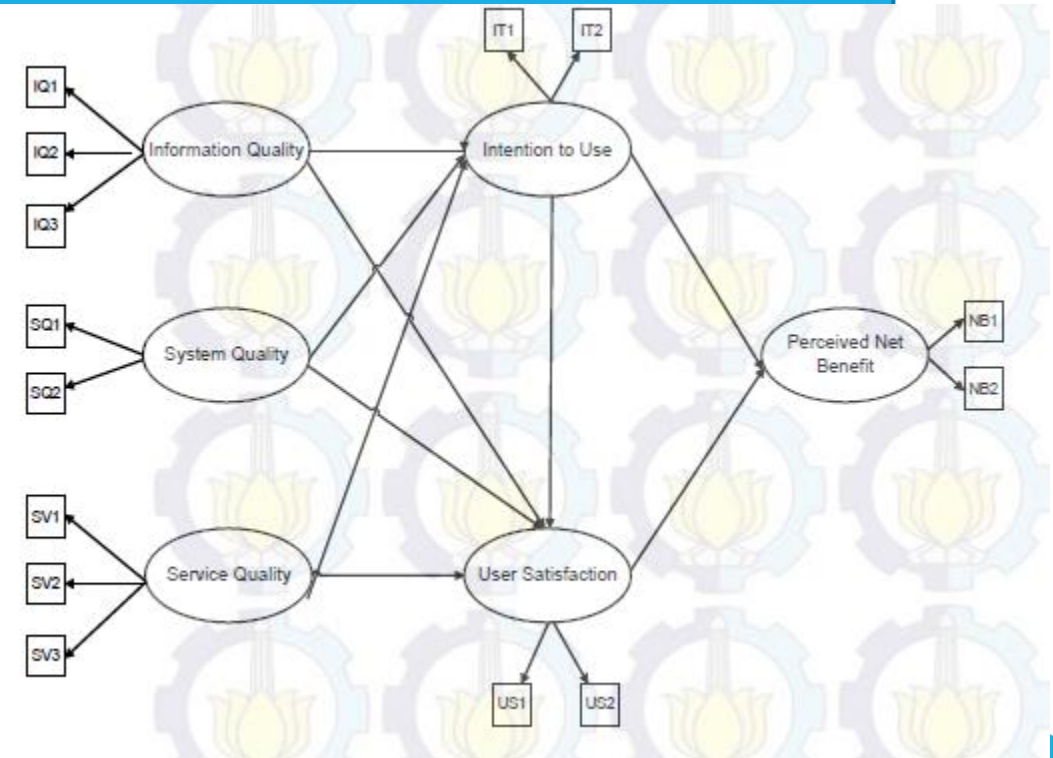 IT1
IT2
IQ1
IQ2
IQ3
Information Quality
Intention to Use
SQ1
SQ2
System Quality
Perceived Net
Benefit
NB1
NB2
SV1
SV2
SV3
Service Quality
User Satisfaction
US1
US2